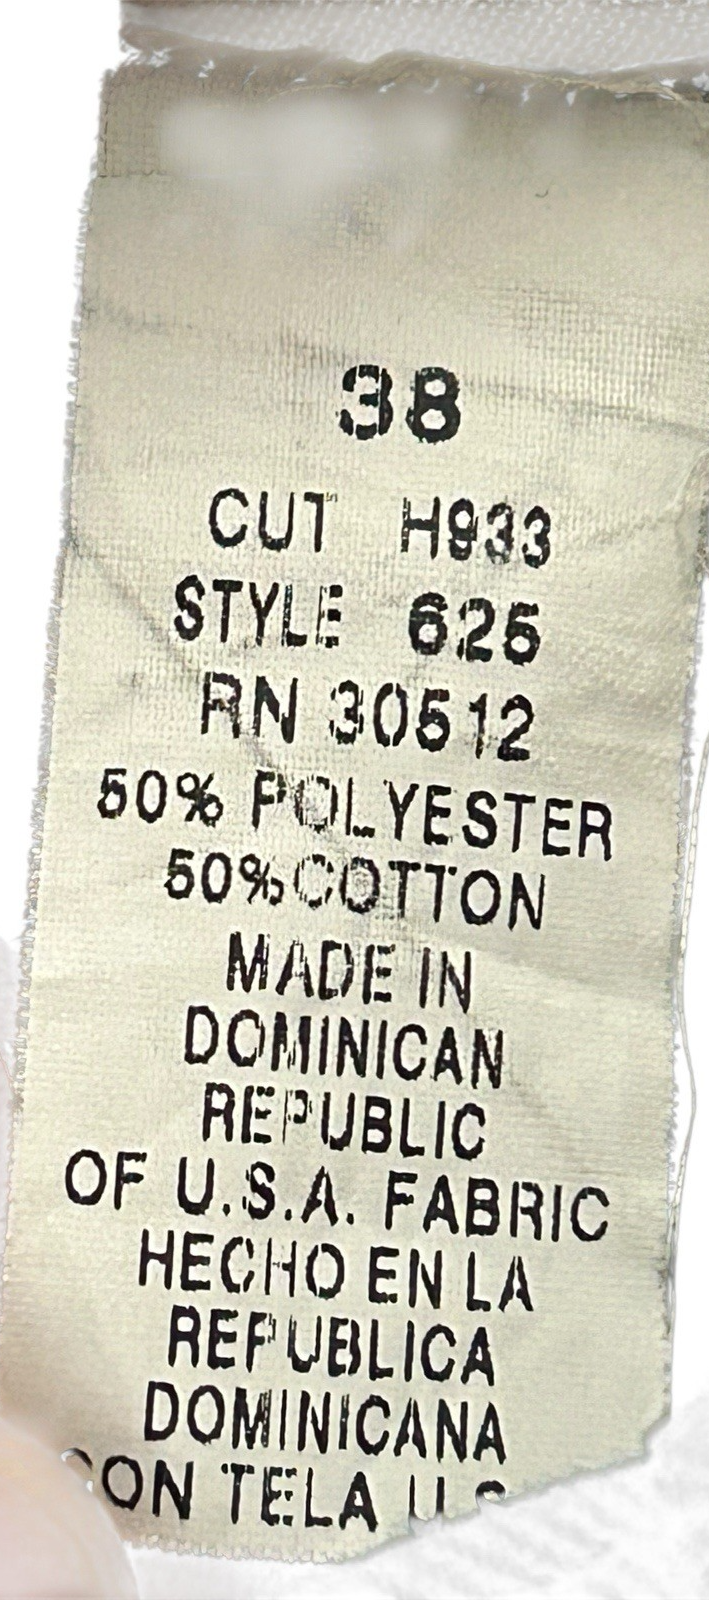 38
CUT H933
STYLE 625
RN 30512
50% POLYESTER
50% COTTON
MADE IN
DOMINICAN
REPUBLIC
OF U.S.A. FABRIC
HECHO EN LA
REPUBLICA
DOMINICANA
CON TELA